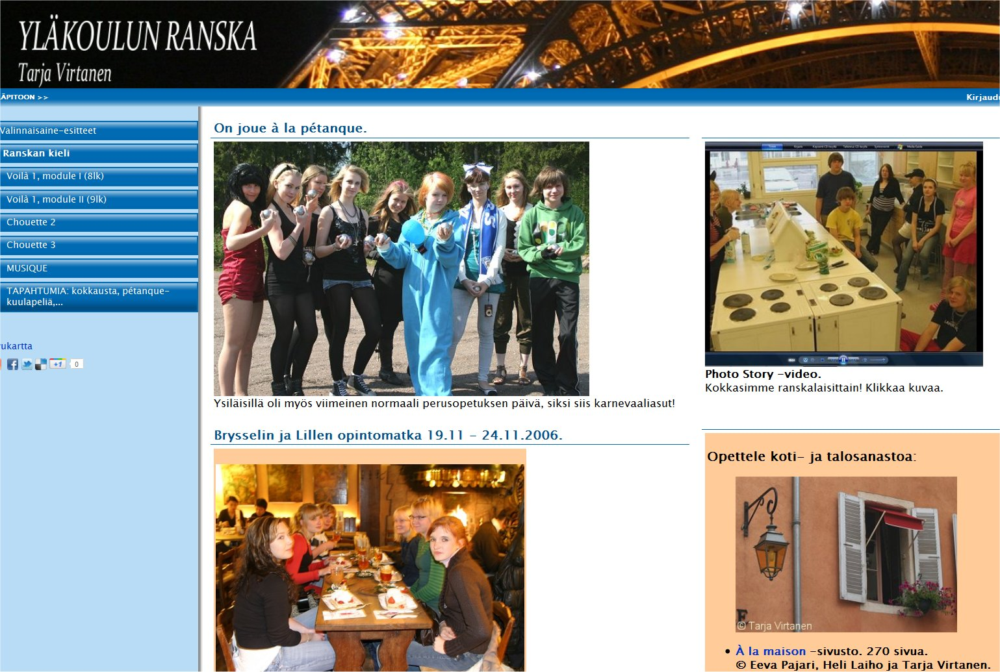 YLÄKOULUN RANSKA
Tarja Virtanen
ÄPITOON >>
Kirjaudu
Valinnaisaine-esitteet
Ranskan kieli
Voilà 1, module I (8lk)
Voilà 1, module II (9lk)
Chouette 2
Chouette 3
MUSIQUE
TAPAHTUMIA: kokkausta, pétanque-
kuulapeliä,...
ukartta
+1
0
On joue à la pétanque.
Ysiläisillä oli myös viimeinen normaali perusopetuksen päivä, siksi siis karnevaaliasut!
Brysselin ja Lillen opintomatka 19.11 - 24.11.2006.
Photo Story -video.
Kokkasimme ranskalaisittain! Klikkaa kuvaa.
Opettele koti- ja talosanastoa:
E
© Tarja Virtanen
À la maison -sivusto. 270 sivua.
© Eeva Pajari, Heli Laiho ja Tarja Virtanen.